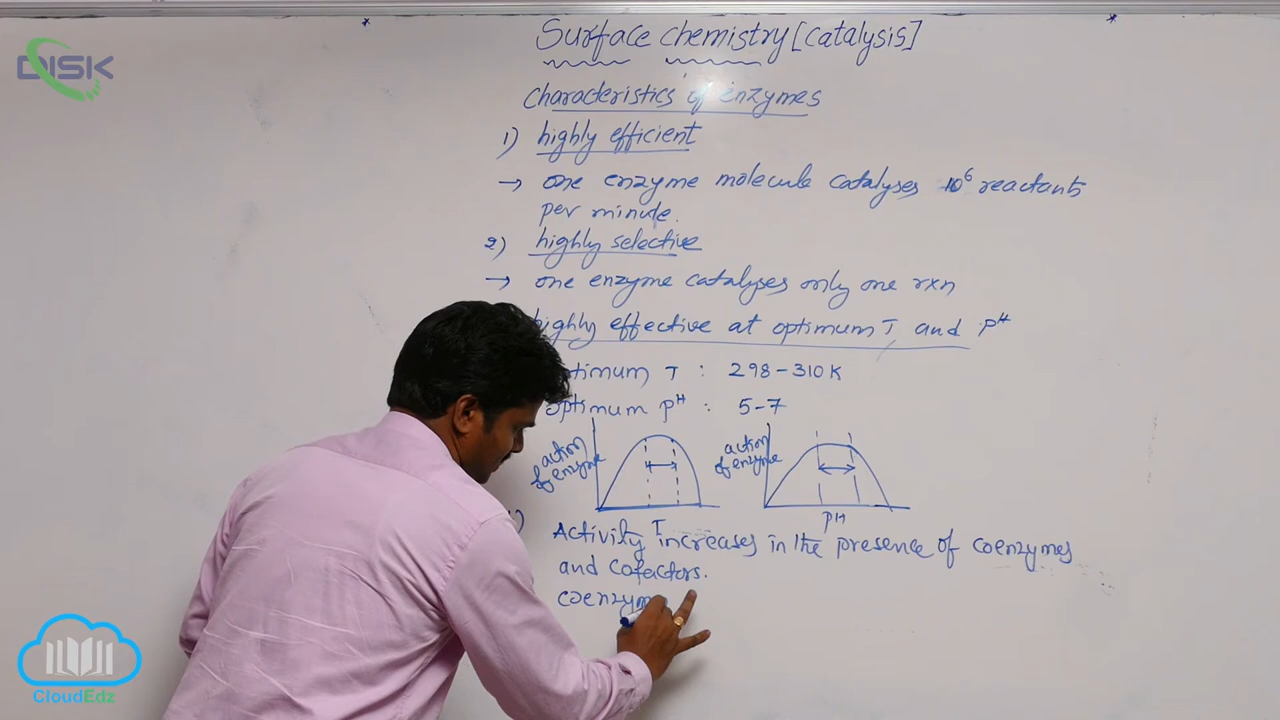 DISK
Surface chemistry [catalysis]
characteristics of enzymes
1) highly efficient
→ one enzyme molecule catalyses 10⁶ reactants
per minute.
2) highly selective
→ one enzyme catalyses only one rxn
highly effective at optimum T and pH
optimum T : 298-310K
optimum pH : 5-7
action of enzyme
T
action of enzyme
PH
Activity increases in the presence of coenzymes
and cofactors.
coenzym
CloudEdz